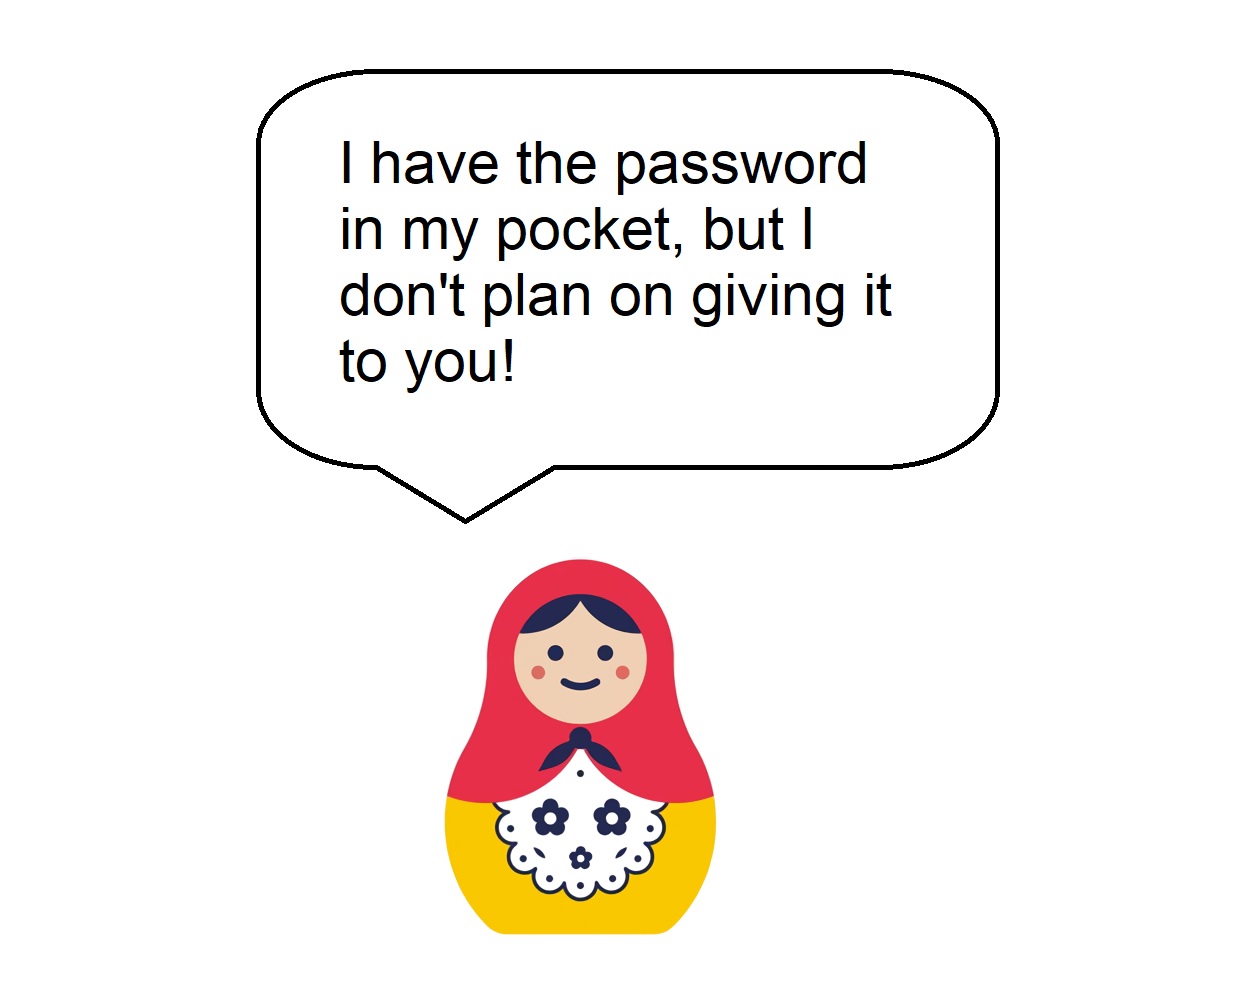 I have the password
in my pocket, but I
don't plan on giving it
to you!